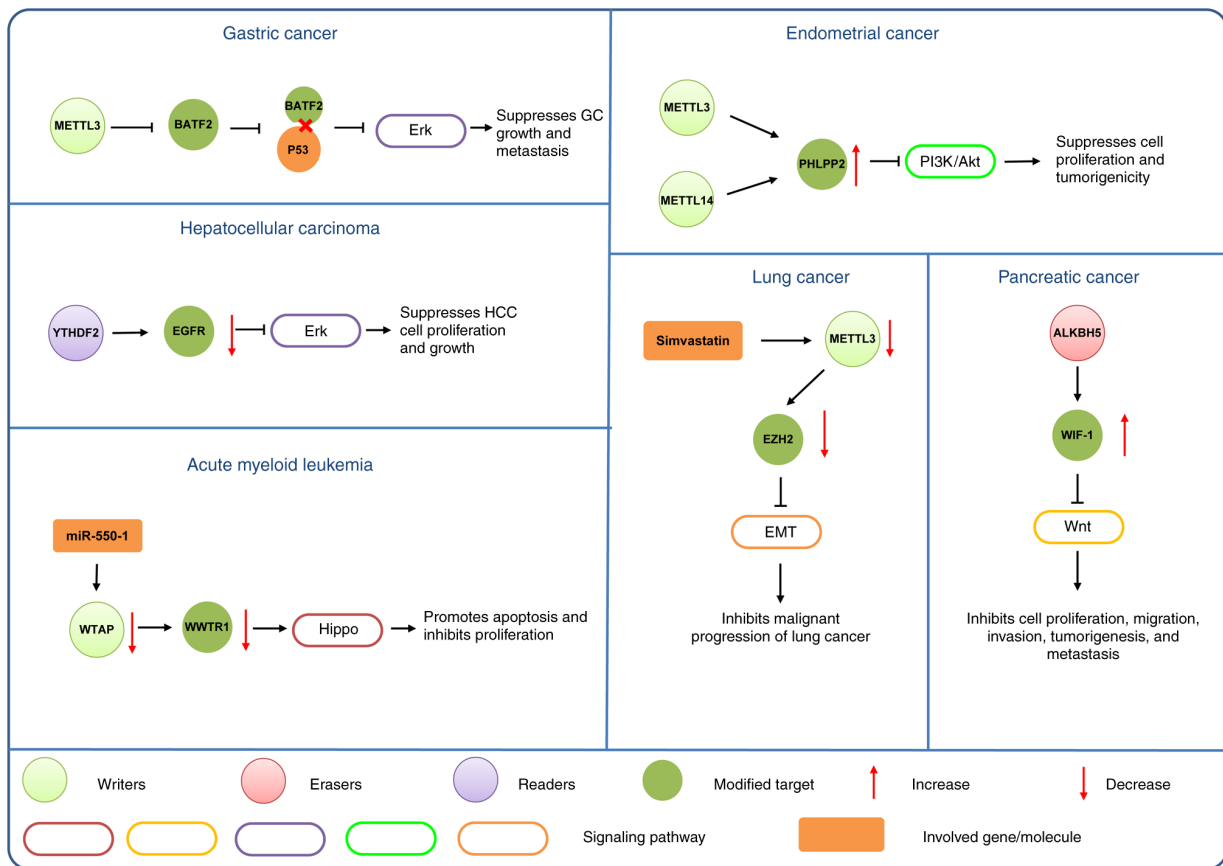 Gastric cancer
METTL3
BATF2
BATF2
P53
Erk
Suppresses GC
growth and
metastasis
Endometrial cancer
METTL3
METTL14
PHLPP2
PI3K/Akt
Suppresses cell
proliferation and
tumorigenicity
Hepatocellular carcinoma
YTHDF2
EGFR
Erk
Suppresses HCC
cell proliferation
and growth
Lung cancer
Simvastatin
METTL3
EZH2
EMT
Inhibits malignant
progression of lung cancer
Pancreatic cancer
ALKBH5
WIF-1
Wnt
Inhibits cell proliferation, migration,
invasion, tumorigenesis, and
metastasis
Acute myeloid leukemia
miR-550-1
WTAP
WWTR1
Hippo
Promotes apoptosis and
inhibits proliferation
Writers
Erasers
Readers
Modified target
Increase
Decrease
Signaling pathway
Involved gene/molecule